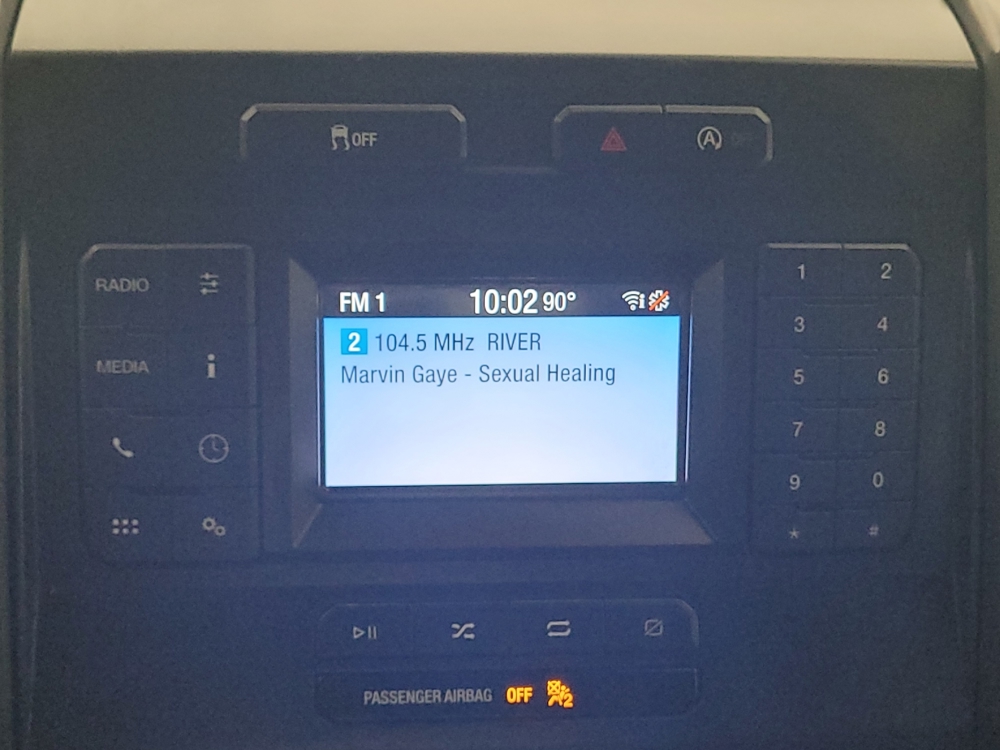 OFF
A
FM 1 10:02 90°
2 104.5 MHz RIVER
Marvin Gaye - Sexual Healing
RADIO
MEDIA
i
1 2
3 4
5 6
7 8
9 0
* #
PASSENGER AIRBAG OFF 2